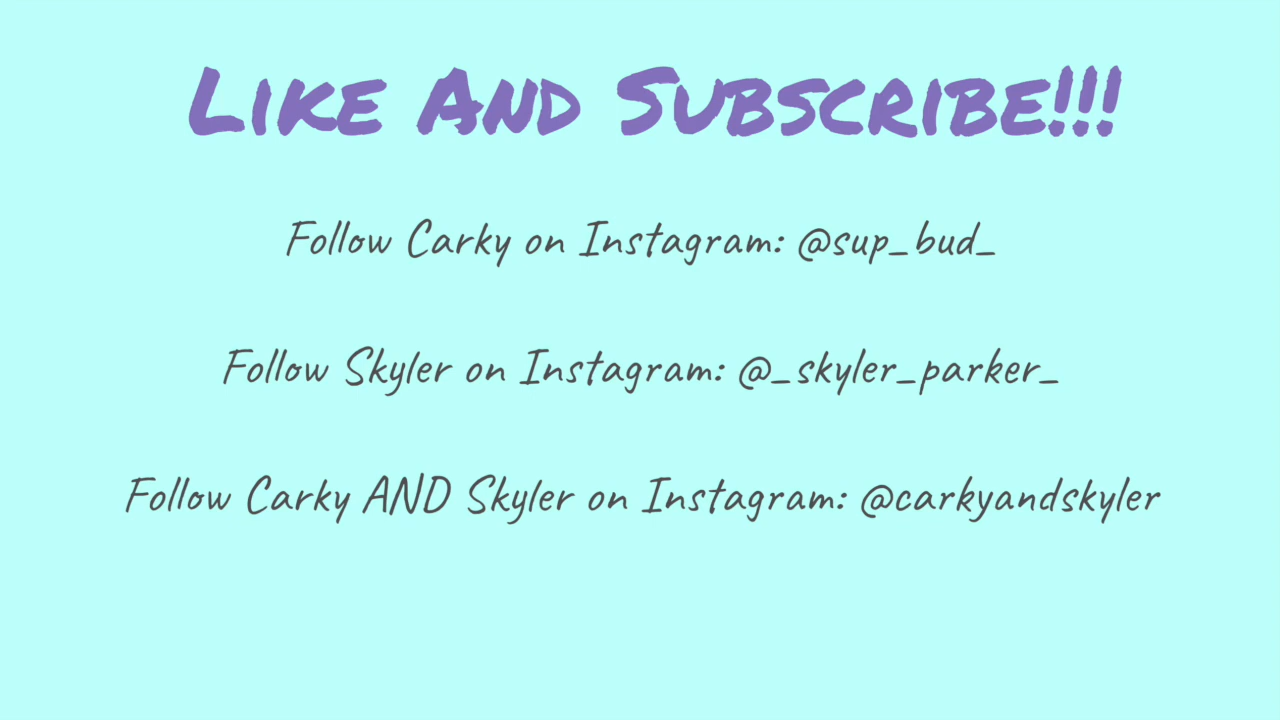 Like And Subscribe!!!
Follow Carky on Instagram: @sup_bud_
Follow Skyler on Instagram: @_skyler_parker_
Follow Carky AND Skyler on Instagram: @carkyandskyler